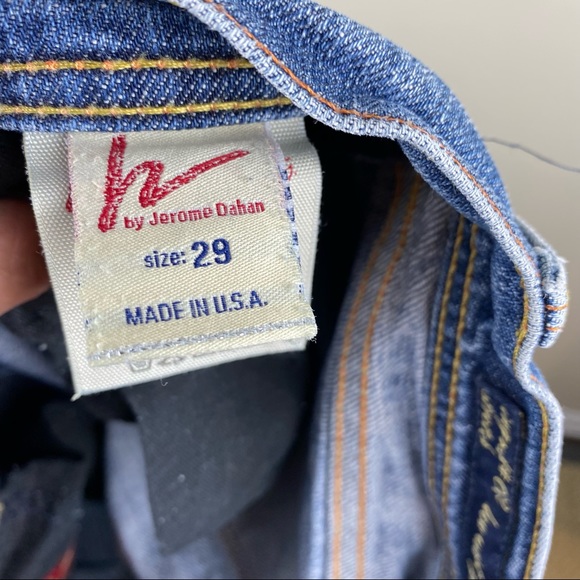 h
by Jerome Dahan
size: 29
MADE IN U.S.A.